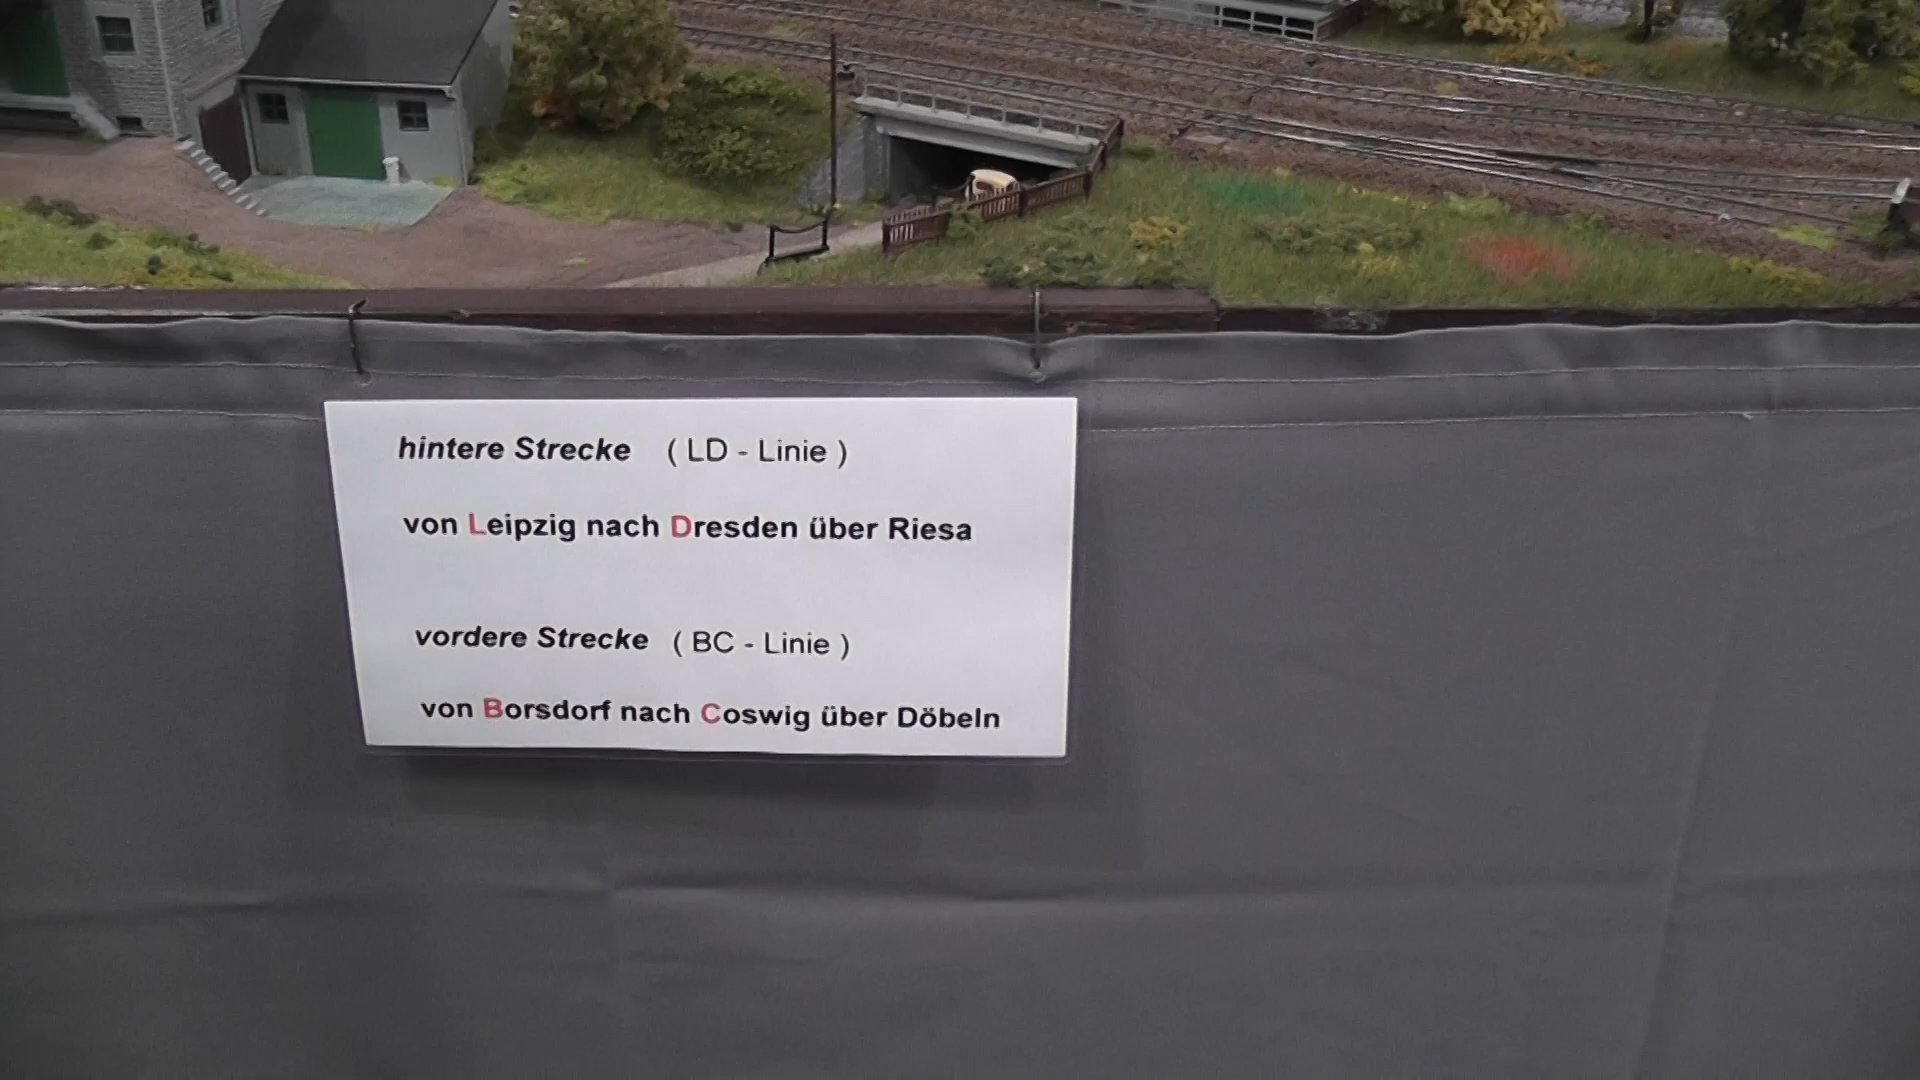 hintere Strecke ( LD - Linie )
von Leipzig nach Dresden über Riesa
vordere Strecke ( BC - Linie )
von Borsdorf nach Coswig über Döbeln